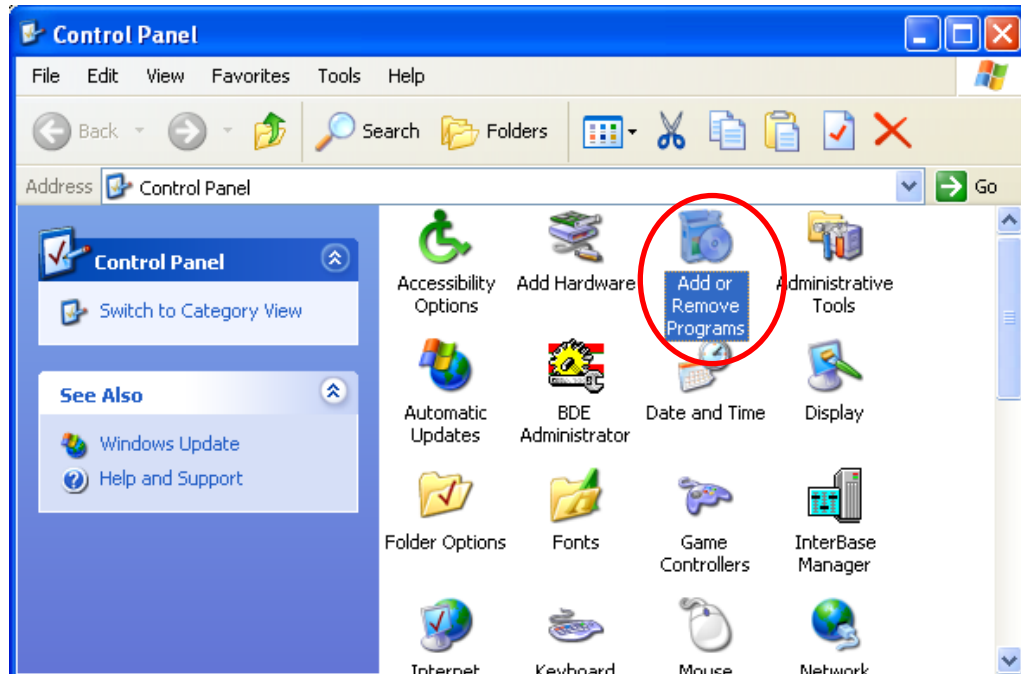 Control Panel
File Edit View Favorites Tools Help
Back Search Folders
Address Control Panel Go
Control Panel
Switch to Category View
See Also
Windows Update
Help and Support
Accessibility
Options
Add Hardware
Add or
Remove
Programs
Administrative
Tools
Automatic
Updates
BDE
Administrator
Date and Time
Display
Folder Options
Fonts
Game
Controllers
InterBase
Manager
Internet
Keyboard
Mouse
Network